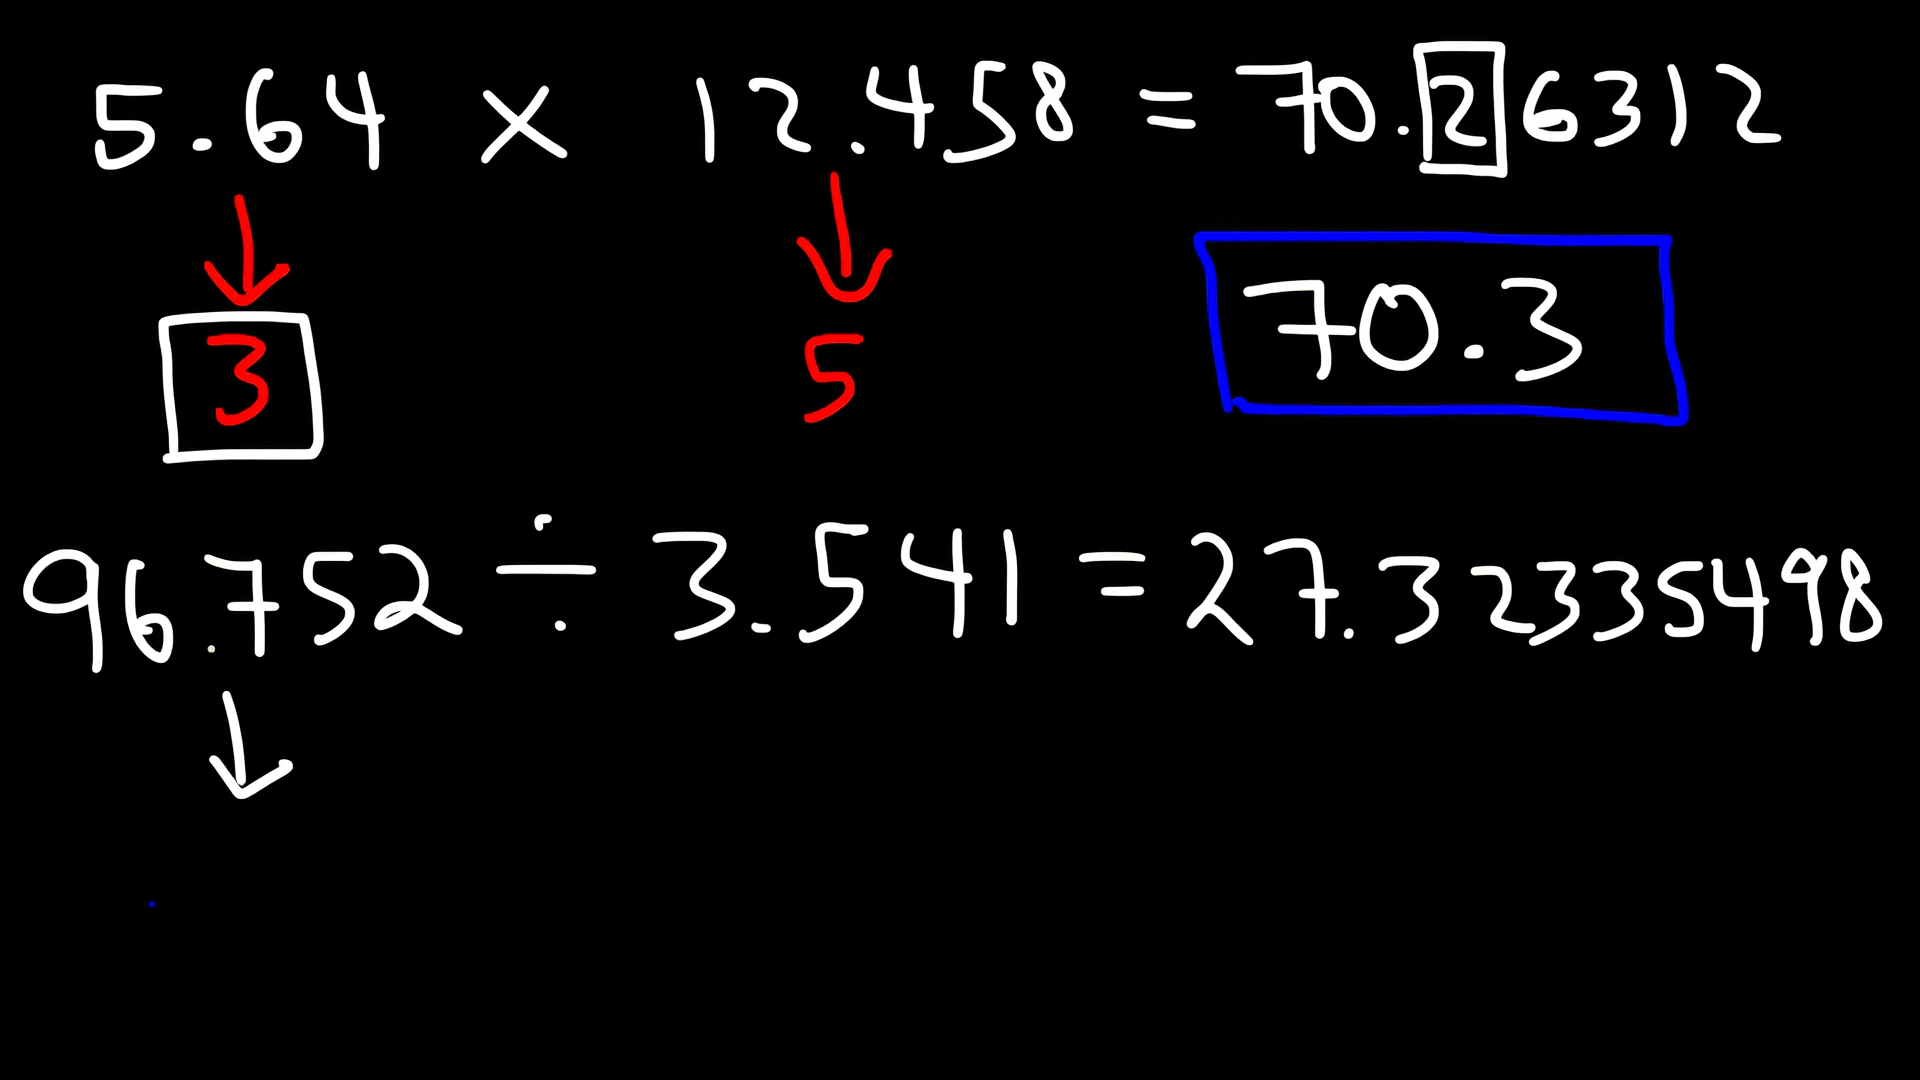 5.64 × 12.458 = 70.26312
3 5 70.3
96.752 ÷ 3.541 = 27.32335498